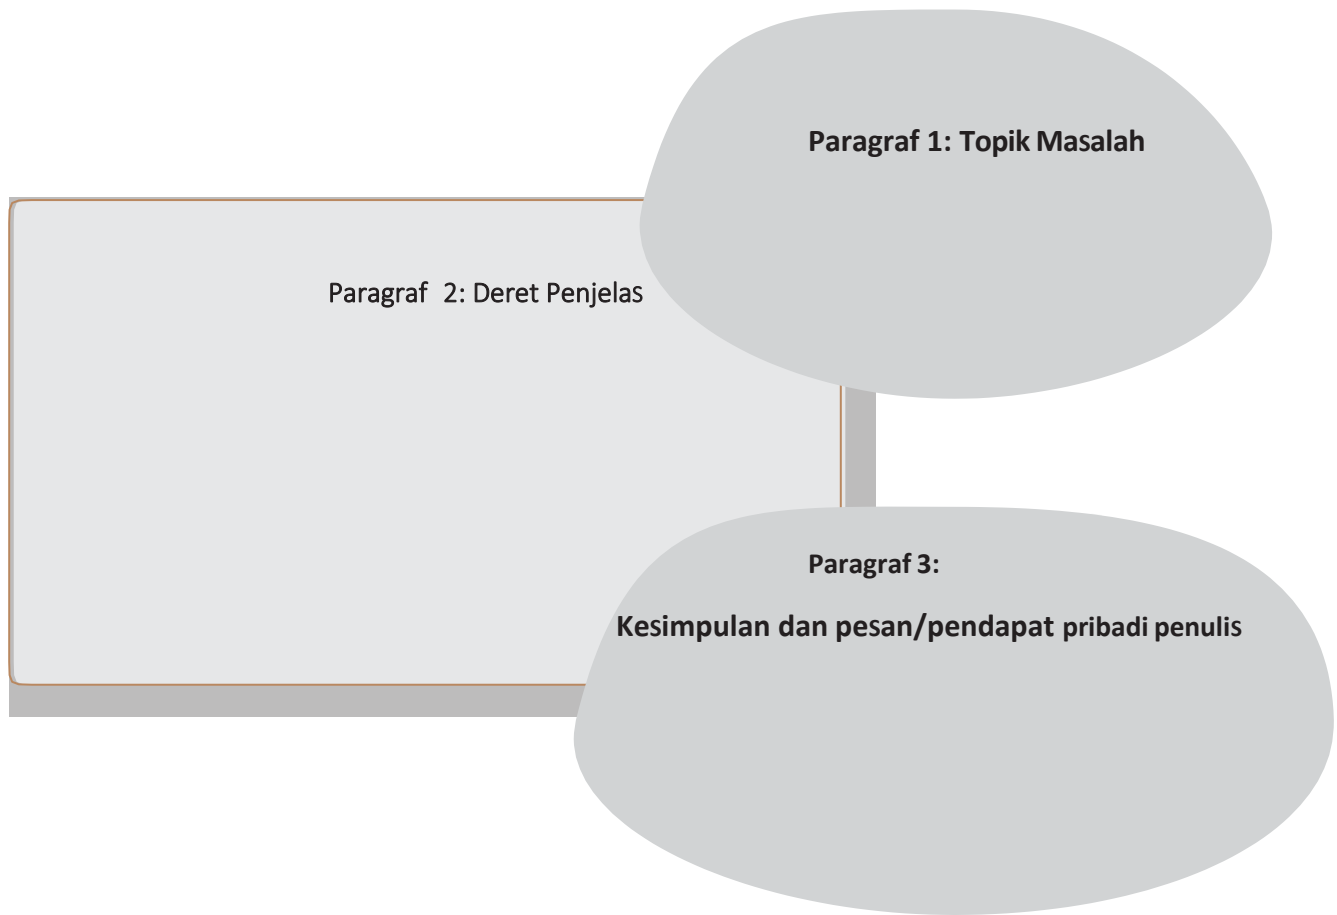 Paragraf 1: Topik Masalah
Paragraf 2: Deret Penjelas
Paragraf 3:
Kesimpulan dan pesan/pendapat pribadi penulis